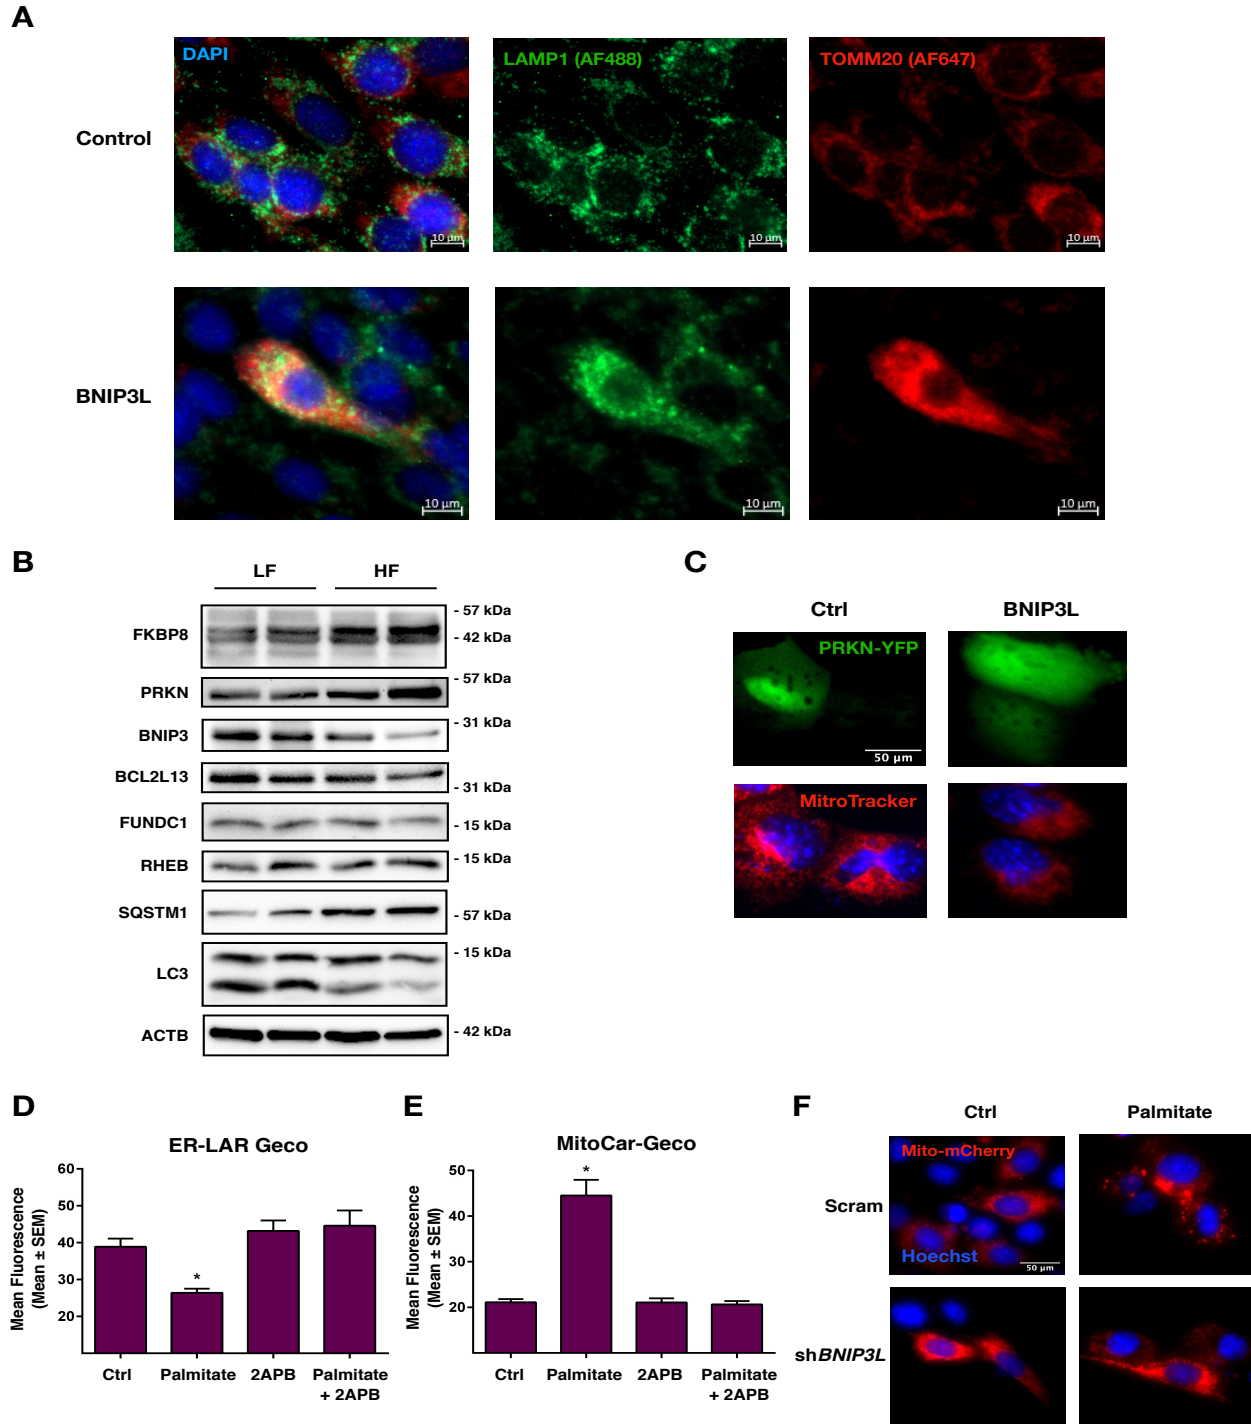 A
DAPI
LAMP1 (AF488)
TOMM20 (AF647)
Control
10 µm
10 µm
10 µm
BNIP3L
10 µm
10 µm
10 µm
B
LF HF
FKBP8
- 57 kDa
- 42 kDa
PRKN
- 57 kDa
BNIP3
- 31 kDa
BCL2L13
- 31 kDa
FUNDC1
- 15 kDa
RHEB
- 15 kDa
SQSTM1
- 57 kDa
LC3
- 15 kDa
ACTB
- 42 kDa
C
Ctrl BNIP3L
PRKN-YFP
50 µm
MitroTracker
D
ER-LAR Geco
Mean Fluorescence
(Mean ± SEM)
60
50
40
30
20
*
Ctrl Palmitate 2APB Palmitate
+ 2APB
E
MitoCar-Geco
Mean Fluorescence
(Mean ± SEM)
50
40
30
20
*
Ctrl Palmitate 2APB Palmitate
+ 2APB
F
Ctrl Palmitate
Scram
Mito-mCherry
Hoechst
50 µm
shBNIP3L